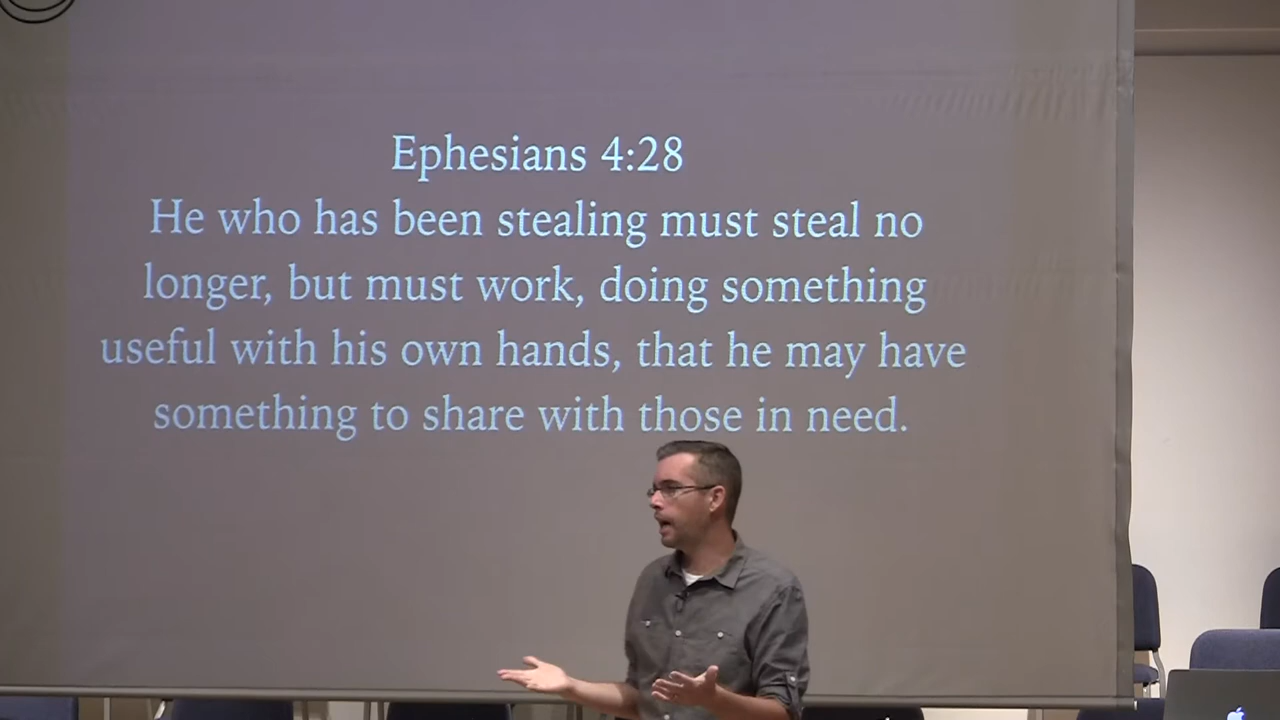 Ephesians 4:28
He who has been stealing must steal no
longer, but must work, doing something
useful with his own hands, that he may have
something to share with those in need.